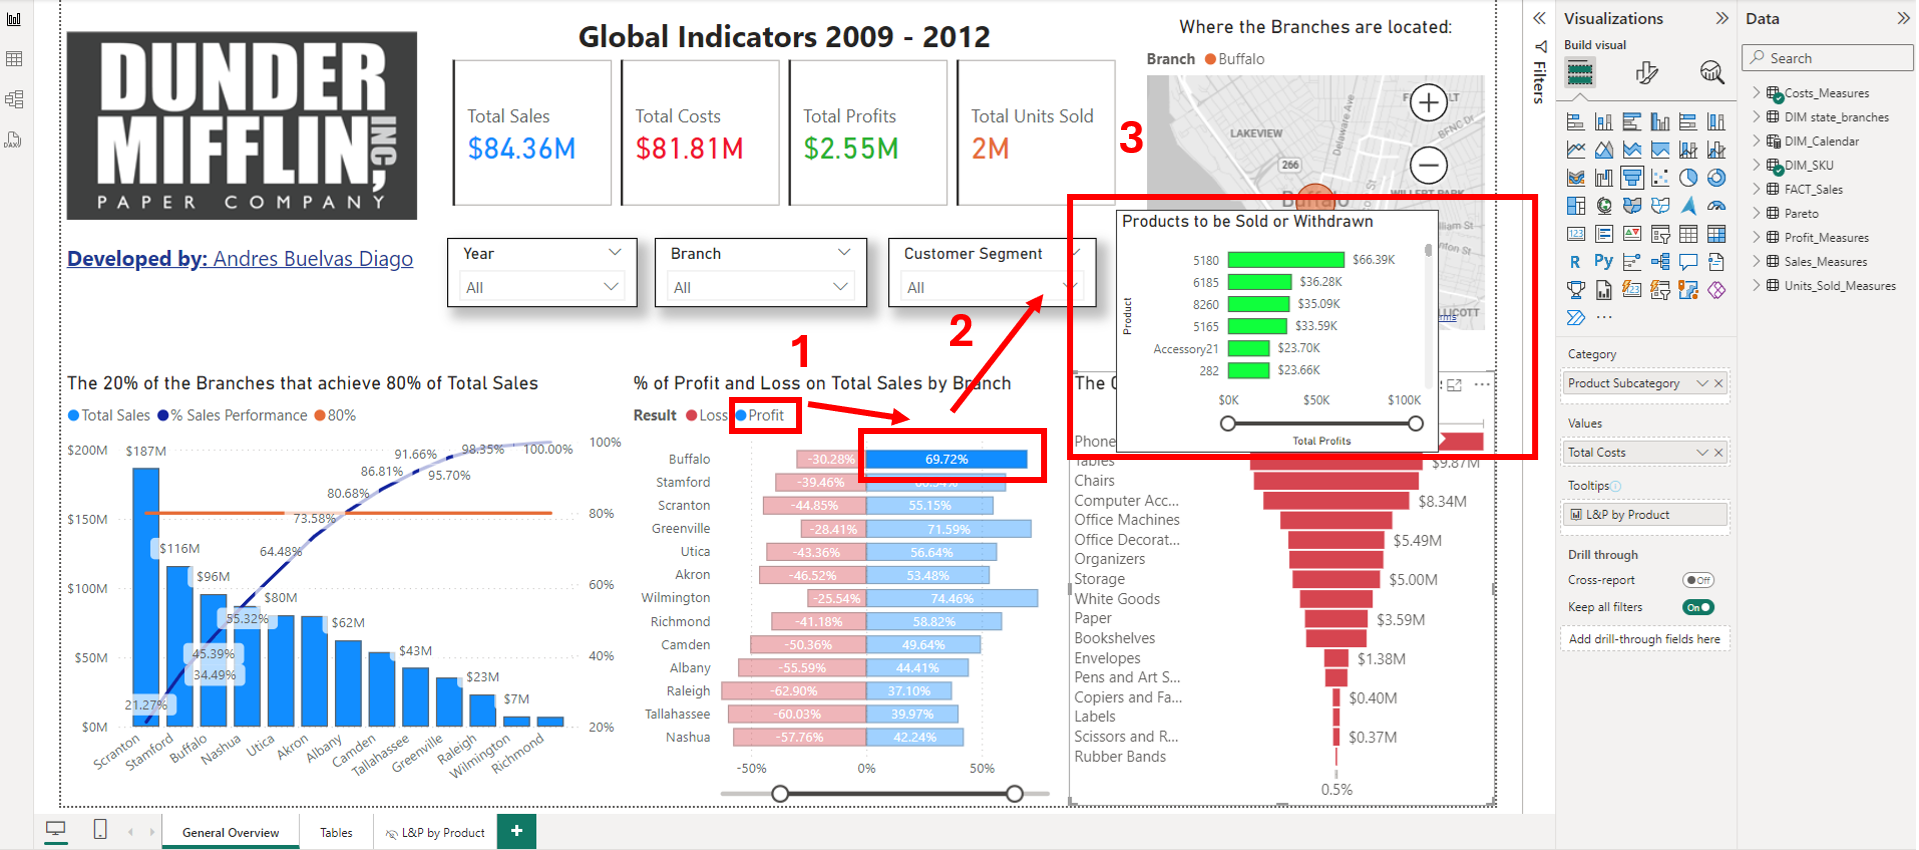 DUNDER
MIFFLIN, INC
PAPER COMPANY
Developed by: Andres Buelvas Diago
Global Indicators 2009 - 2012
Total Sales
$84.36M
Total Costs
$81.81M
Total Profits
$2.55M
Total Units Sold
2M
Year
All
Branch
All
Customer Segment
All
1
2
3
Where the Branches are located:
Branch Buffalo
LAKEVIEW
Delaware Ave
266
Buffalo
BFNC Dr
WILLERT PARK
Products to be Sold or Withdrawn
Product
5180 $66.39K
6185 $36.28K
8260 $35.09K
5165 $33.59K
Accessory21 $23.70K
282 $23.66K
$0K $50K $100K
Total Profits
The 20% of the Branches that achieve 80% of Total Sales
Total Sales % Sales Performance 80%
$200M
$150M
$100M
$50M
$0M
$187M
$116M
$96M
$80M
$62M
$43M
$23M
$7M
21.27%
34.49%
45.39%
55.32%
64.48%
73.58%
80.68%
86.81%
91.66%
95.70%
98.35%
100.00%
100%
80%
60%
40%
20%
Scranton
Stamford
Buffalo
Nashua
Utica
Akron
Albany
Camden
Tallahassee
Greenville
Raleigh
Wilmington
Richmond
% of Profit and Loss on Total Sales by Branch
Result Loss Profit
Buffalo -30.28% 69.72%
Stamford -39.46%
Scranton -44.85% 55.15%
Greenville -28.41% 71.59%
Utica -43.36% 56.64%
Akron -46.52% 53.48%
Wilmington -25.54% 74.46%
Richmond -41.18% 58.82%
Camden -50.36% 49.64%
Albany -55.59% 44.41%
Raleigh -62.90% 37.10%
Tallahassee -60.03% 39.97%
Nashua -57.76% 42.24%
-50% 0% 50%
Phone
Tables $9.87M
Chairs
Computer Acc... $8.34M
Office Machines
Office Decorat... $5.49M
Organizers
Storage $5.00M
White Goods
Paper $3.59M
Bookshelves
Envelopes $1.38M
Pens and Art S...
Copiers and Fa... $0.40M
Labels
Scissors and R... $0.37M
Rubber Bands
0.5%
General Overview
Tables
L&P by Product
+
Filters
Visualizations
Build visual
R
Py
123
Category
Product Subcategory
Values
Total Costs
Tooltips
L&P by Product
Drill through
Cross-report Off
Keep all filters On
Add drill-through fields here
Data
Search
Costs_Measures
DIM state_branches
DIM_Calendar
DIM_SKU
FACT_Sales
Pareto
Profit_Measures
Sales_Measures
Units_Sold_Measures